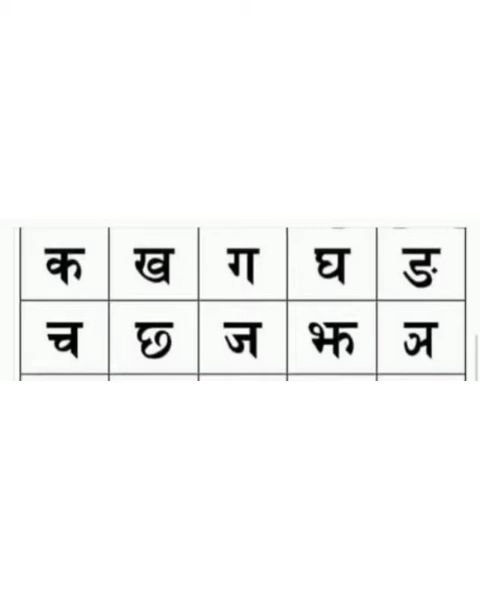 क ख ग घ ङ
च छ ज झ ञ